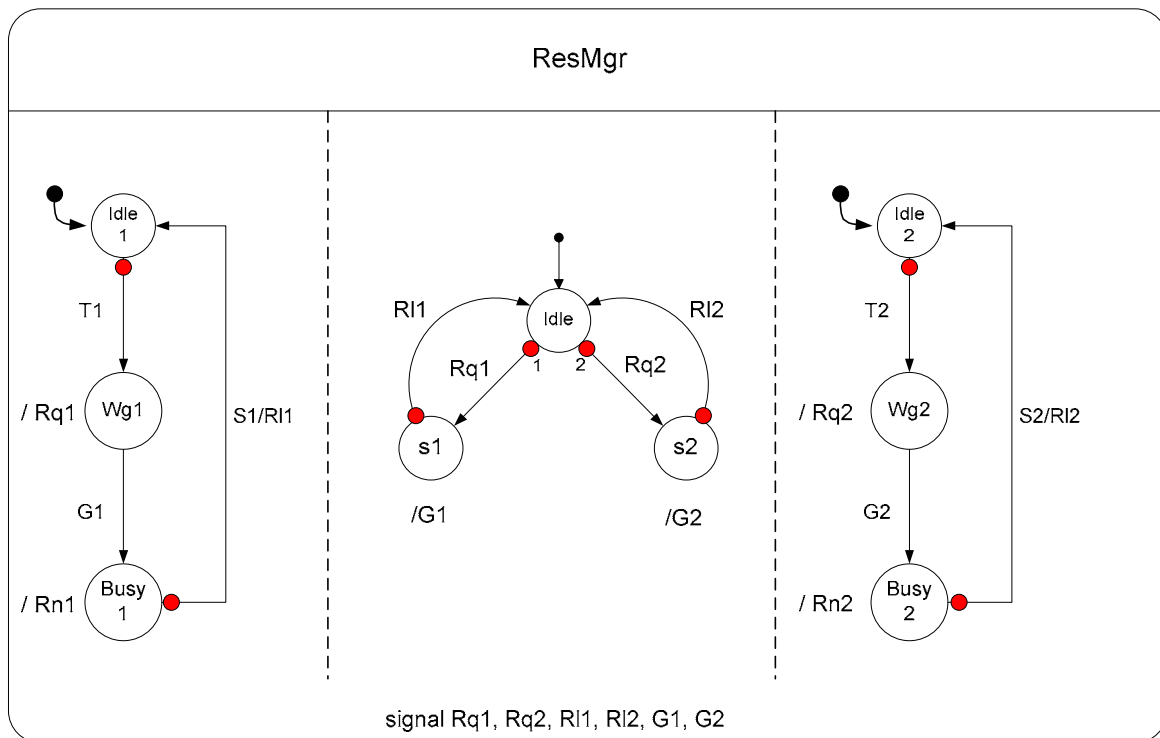 ResMgr
Idle
1
T1
/ Rq1
Wg1
S1/Rl1
G1
/ Rn1
Busy
1
Rl1
Idle
Rl2
Rq1
1
2
Rq2
s1
s2
/G1
/G2
Idle
2
T2
/ Rq2
Wg2
S2/Rl2
G2
/ Rn2
Busy
2
signal Rq1, Rq2, Rl1, Rl2, G1, G2